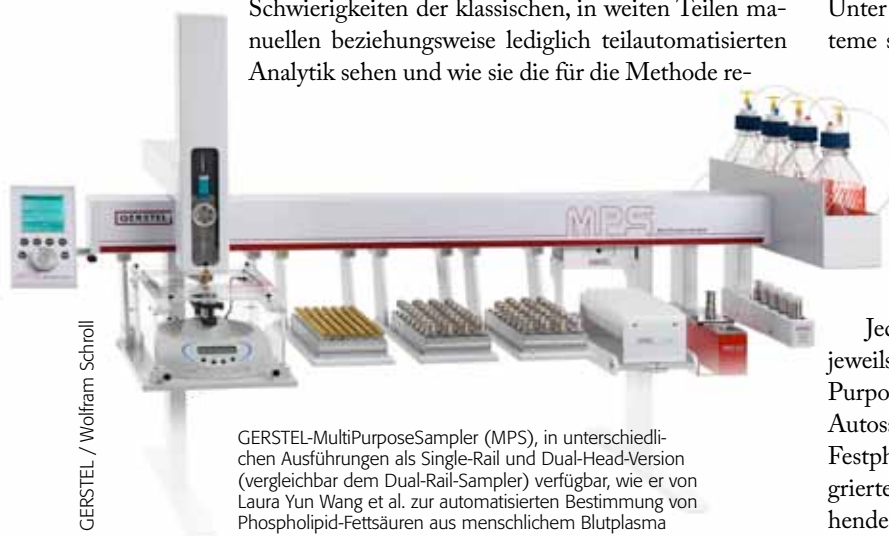 Schwierigkeiten der klassischen, in weiten Teilen ma-
nuellen beziehungsweise lediglich teilautomatisierten
Analytik sehen und wie sie die für die Methode re-
Unter
teme s
GERSTEL
MPS
GERSTEL / Wolfram Schroll
GERSTEL-MultiPurposeSampler (MPS), in unterschiedli-
chen Ausführungen als Single-Rail und Dual-Head-Version
(vergleichbar dem Dual-Rail-Sampler) verfügbar, wie er von
Laura Yun Wang et al. zur automatisierten Bestimmung von
Phospholipid-Fettsäuren aus menschlichem Blutplasma
jeweils
Purpo
Autoss
Festph
griert
hende